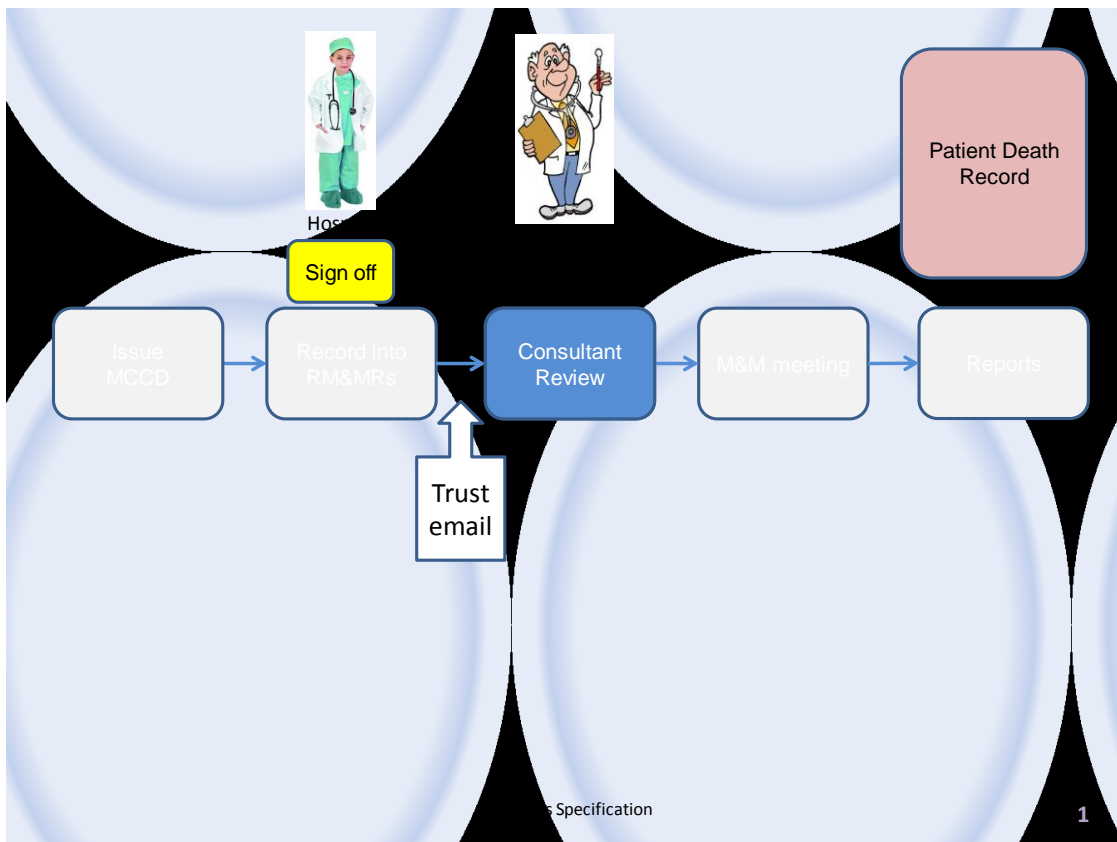 Patient Death
Record
Sign off
Issue
MCCD
Record into
RM&MRs
Consultant
Review
M&M meeting
Reports
Trust
email
Specification
1